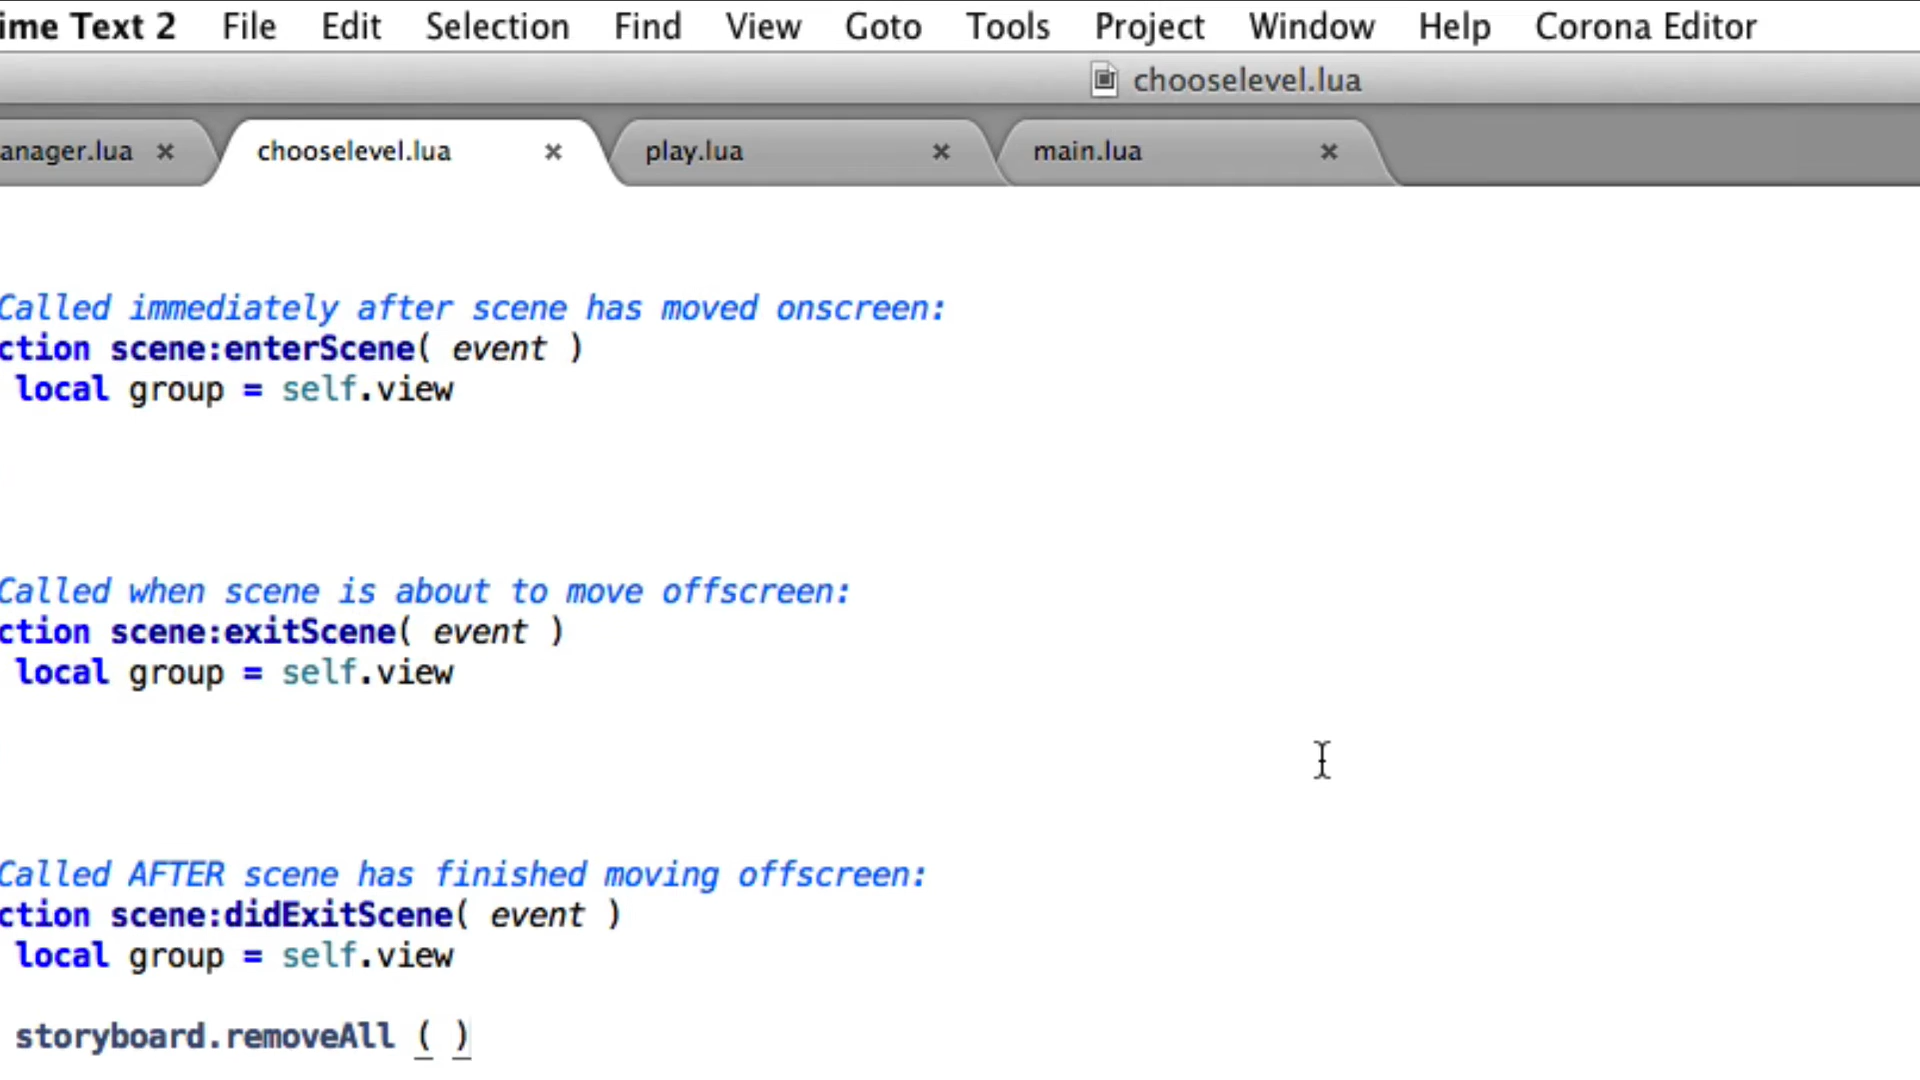 ime Text 2 File Edit Selection Find View Goto Tools Project Window Help Corona Editor
chooselevel.lua
anager.lua × chooselevel.lua × play.lua × main.lua ×
Called immediately after scene has moved onscreen:
ction scene:enterScene( event )
local group = self.view
Called when scene is about to move offscreen:
ction scene:exitScene( event )
local group = self.view
Called AFTER scene has finished moving offscreen:
ction scene:didExitScene( event )
local group = self.view
storyboard.removeAll ( )